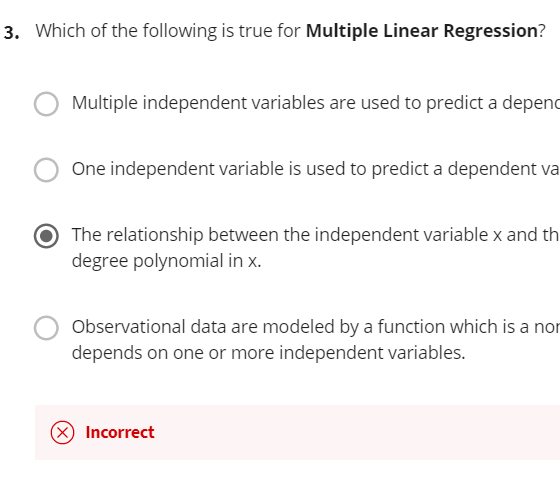 3. Which of the following is true for Multiple Linear Regression?
Multiple independent variables are used to predict a depend
One independent variable is used to predict a dependent va
The relationship between the independent variable x and th
degree polynomial in x.
Observational data are modeled by a function which is a non
depends on one or more independent variables.
Incorrect